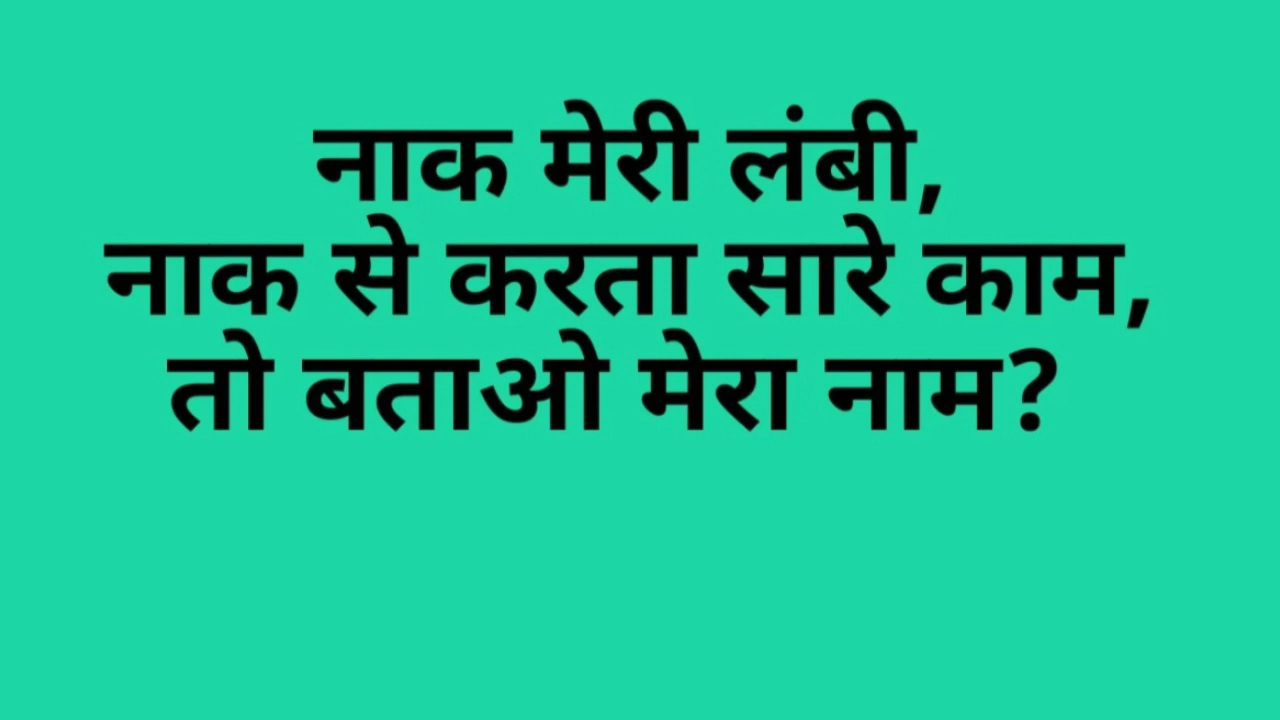 नाक मेरी लंबी,
नाक से करता सारे काम,
तो बताओ मेरा नाम?